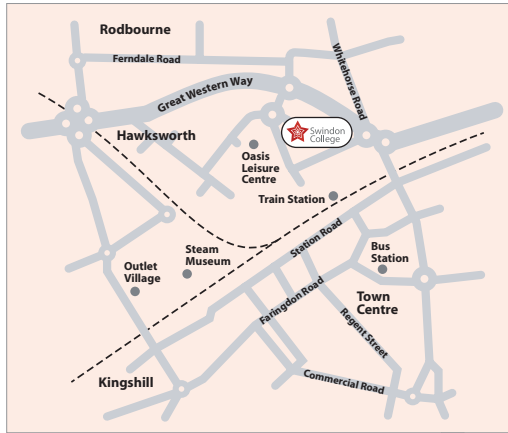 Rodbourne
Ferndale Road
Whitehorse Road
Great Western Way
Hawksworth
Swindon
College
Oasis
Leisure
Centre
Train Station
Station Road
Steam
Museum
Bus
Station
Outlet
Village
Faringdon Road
Town
Centre
Regent Street
Kingshill
Commercial Road